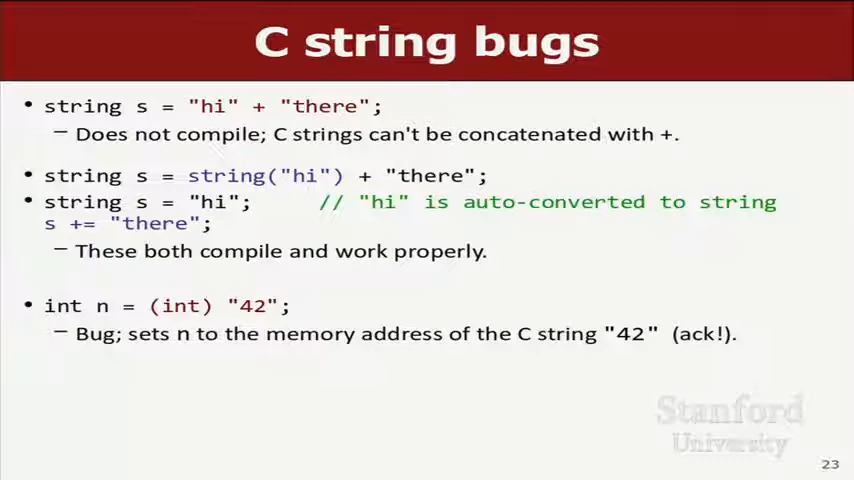 C string bugs
• string s = "hi" + "there";
– Does not compile; C strings can't be concatenated with +.
• string s = string("hi") + "there";
• string s = "hi"; // "hi" is auto-converted to string
s += "there";
– These both compile and work properly.
• int n = (int) "42";
– Bug; sets n to the memory address of the C string "42" (ack!).
Stanford
University
23